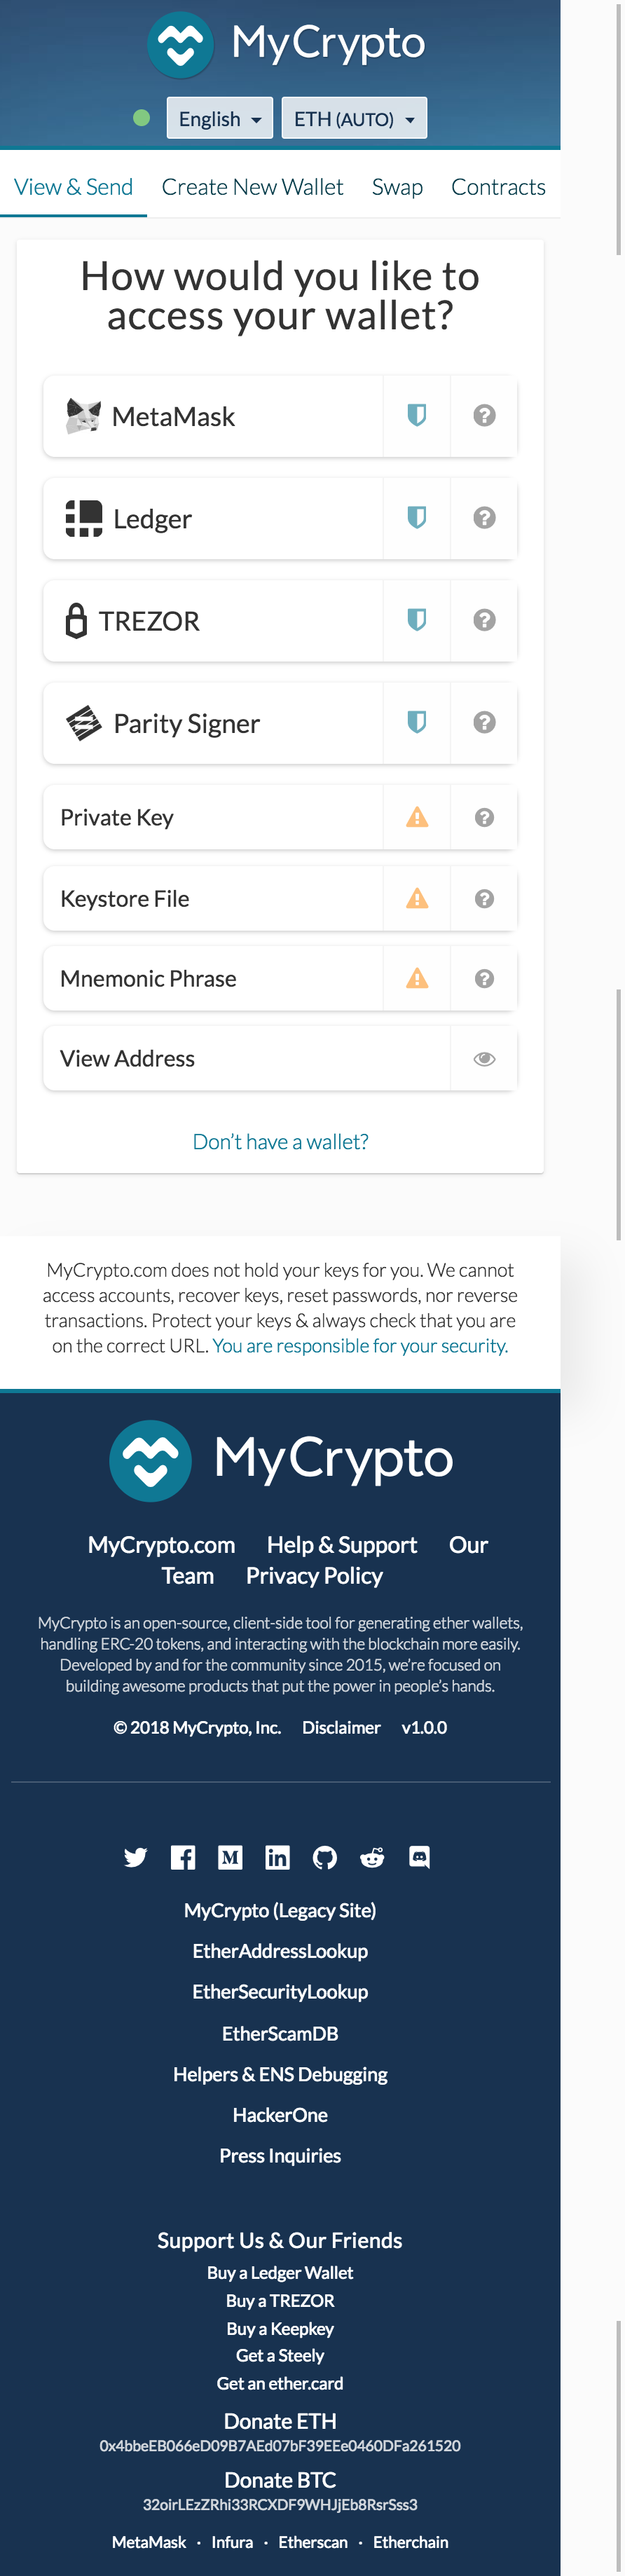 MyCrypto
English
ETH (AUTO)
View & Send Create New Wallet Swap Contracts
How would you like to
access your wallet?
MetaMask
Ledger
TREZOR
Parity Signer
Private Key
Keystore File
Mnemonic Phrase
View Address
Don't have a wallet?
MyCrypto.com does not hold your keys for you. We cannot
access accounts, recover keys, reset passwords, nor reverse
transactions. Protect your keys & always check that you are
on the correct URL. You are responsible for your security.
MyCrypto
MyCrypto.com Help & Support Our
Team Privacy Policy
MyCrypto is an open-source, client-side tool for generating ether wallets,
handling ERC-20 tokens, and interacting with the blockchain more easily.
Developed by and for the community since 2015, we're focused on
building awesome products that put the power in people's hands.
© 2018 MyCrypto, Inc. Disclaimer v1.0.0
MyCrypto (Legacy Site)
EtherAddressLookup
EtherSecurityLookup
EtherScamDB
Helpers & ENS Debugging
HackerOne
Press Inquiries
Support Us & Our Friends
Buy a Ledger Wallet
Buy a TREZOR
Buy a Keepkey
Get a Steely
Get an ether.card
Donate ETH
0x4bbeEB066eD09B7AEd07bF39EEe0460DFa261520
Donate BTC
32oirLEzZRhi33RCXDF9WHJjEb8RsrSss3
MetaMask · Infura · Etherscan · Etherchain